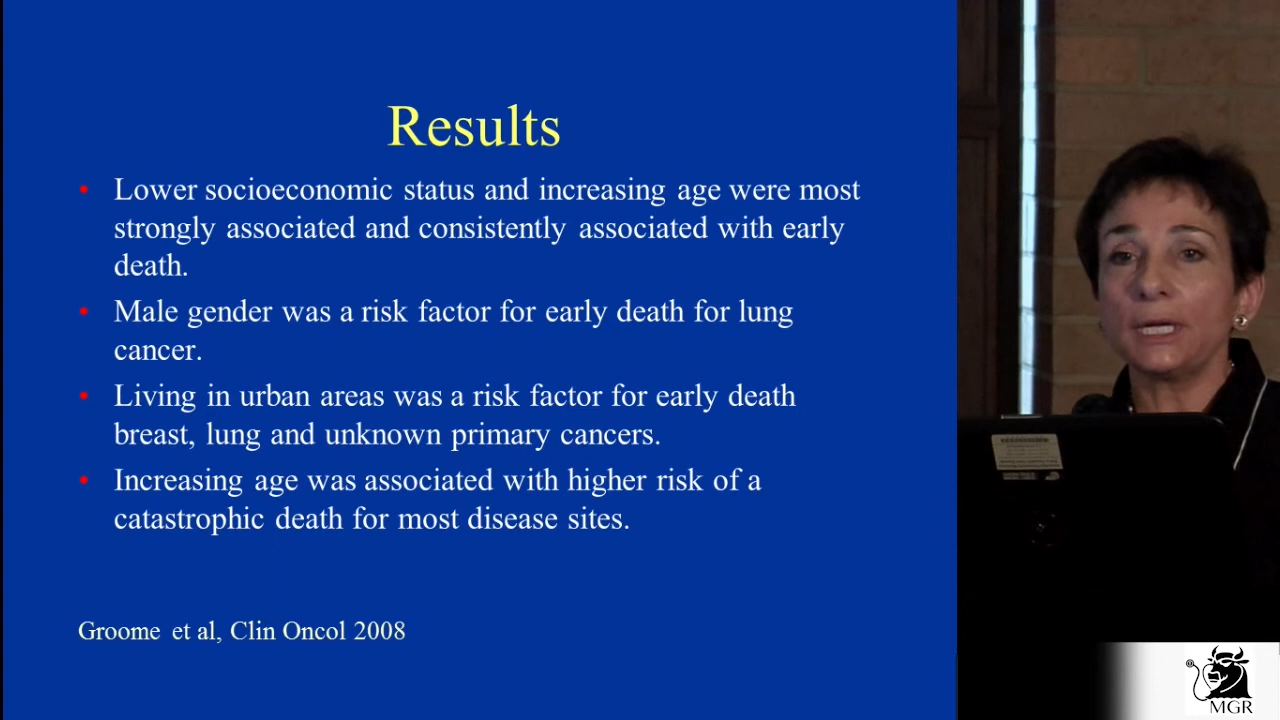 Results
• Lower socioeconomic status and increasing age were most
strongly associated and consistently associated with early
death.
• Male gender was a risk factor for early death for lung
cancer.
• Living in urban areas was a risk factor for early death
breast, lung and unknown primary cancers.
• Increasing age was associated with higher risk of a
catastrophic death for most disease sites.
Groome et al, Clin Oncol 2008
MGR